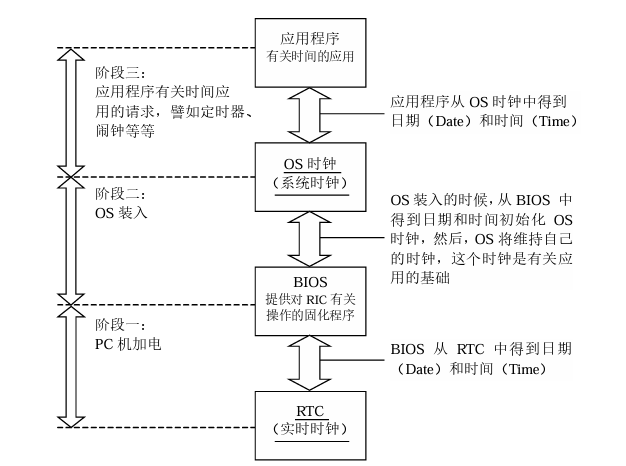 应用程序
有关时间的应用
阶段三：
应用程序有关时间应
用的请求，譬如定时器、
闹钟等等
应用程序从 OS 时钟中得到
日期（Date）和时间（Time）
OS 时钟
（系统时钟）
阶段二：
OS 装入
OS 装入的时候，从 BIOS 中
得到日期和时间初始化 OS
时钟，然后，OS 将维持自己
的时钟，这个时钟是有关应
用的基础
BIOS
提供对 RIC 有关
操作的固化程序
阶段一：
PC 机加电
BIOS 从 RTC 中得到日期
（Date）和时间（Time）
RTC
（实时时钟）